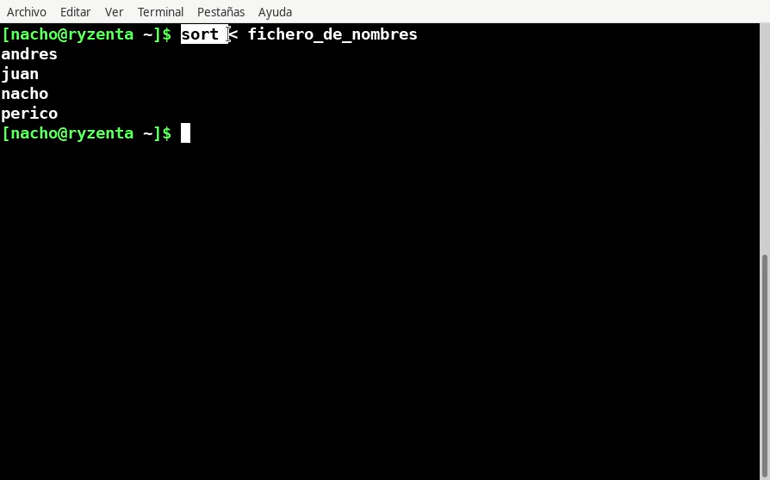 Archivo Editar Ver Terminal Pestañas Ayuda
[nacho@ryzenta ~]$ sort < fichero_de_nombres
andres
juan
nacho
perico
[nacho@ryzenta ~]$